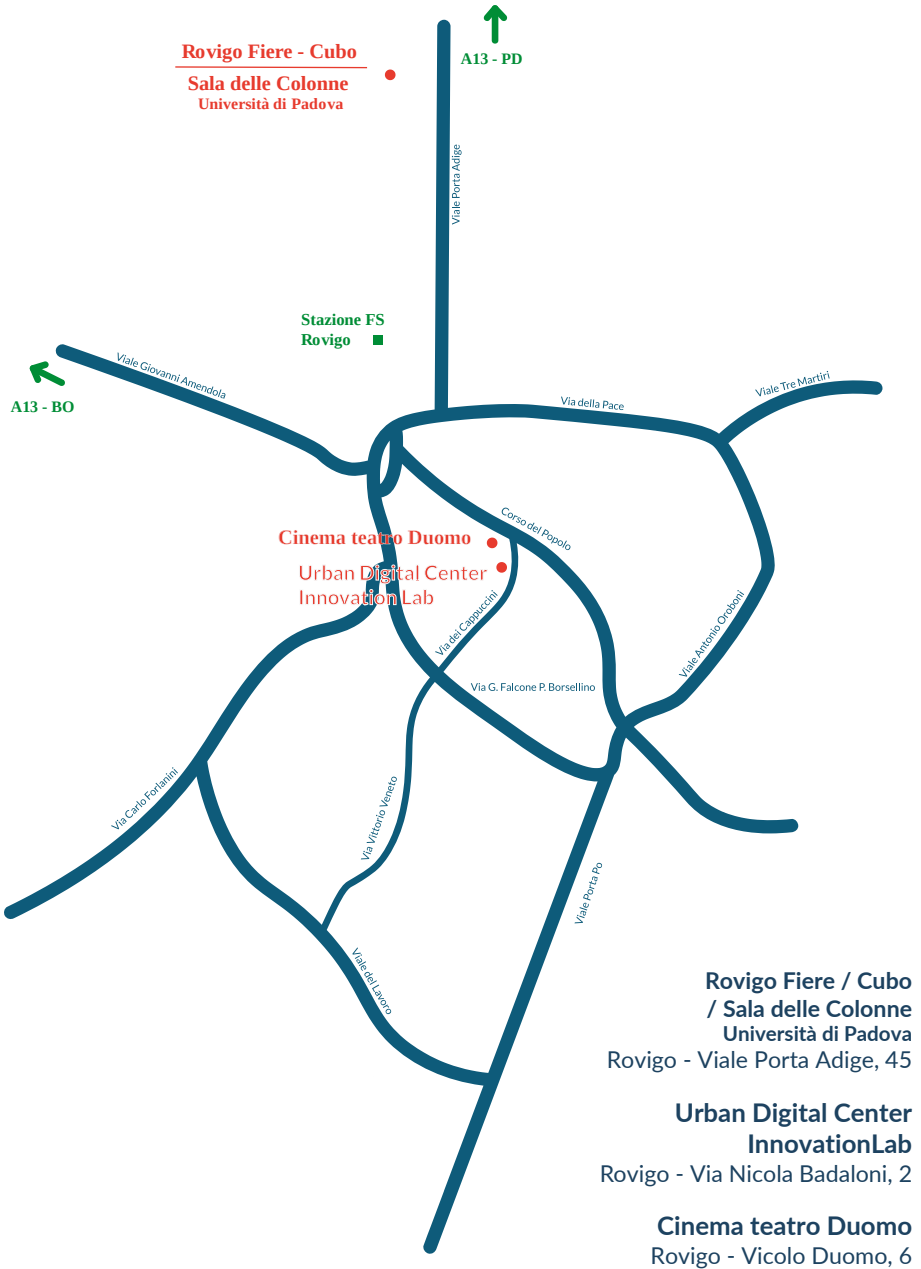 Rovigo Fiere - Cubo
Sala delle Colonne
Università di Padova
A13 - PD
Viale Porta Adige
Stazione FS
Rovigo
Viale Giovanni Amendola
A13 - BO
Viale Tre Martiri
Via della Pace
Corso del Popolo
Cinema teatro Duomo
Urban Digital Center
Innovation Lab
Via dei Cappuccini
Viale Antonio Oroboni
Via G. Falcone P. Borsellino
Via Carlo Forlanini
Via Vittorio Veneto
Viale Porta Po
Viale del Lavoro
Rovigo Fiere / Cubo
/ Sala delle Colonne
Università di Padova
Rovigo - Viale Porta Adige, 45
Urban Digital Center
InnovationLab
Rovigo - Via Nicola Badaloni, 2
Cinema teatro Duomo
Rovigo - Vicolo Duomo, 6